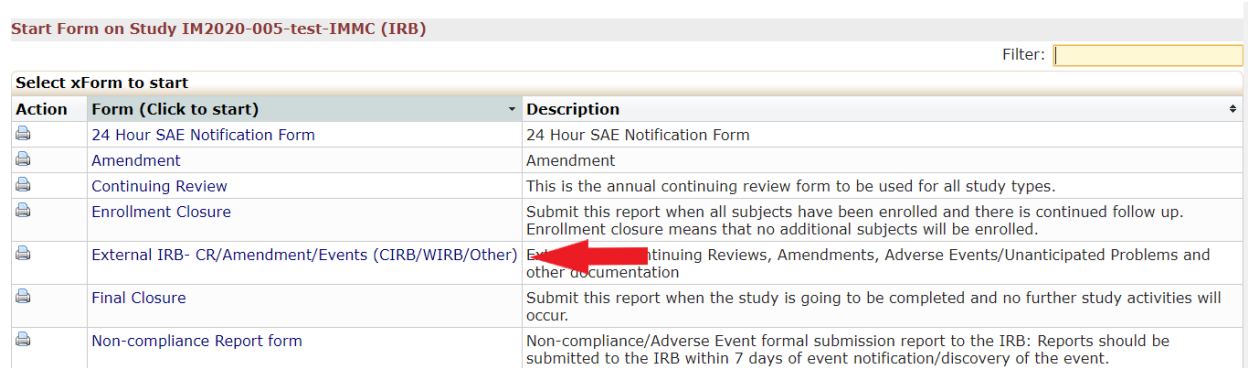 Start Form on Study IM2020-005-test-IMMC (IRB)
Filter:
Select xForm to start
Action Form (Click to start) Description
24 Hour SAE Notification Form 24 Hour SAE Notification Form
Amendment Amendment
Continuing Review This is the annual continuing review form to be used for all study types.
Enrollment Closure Submit this report when all subjects have been enrolled and there is continued follow up.
Enrollment closure means that no additional subjects will be enrolled.
External IRB- CR/Amendment/Events (CIRB/WIRB/Other) Reviews, Amendments, Adverse Events/Unanticipated Problems and
other documentation
Final Closure Submit this report when the study is going to be completed and no further study activities will
occur.
Non-compliance Report form Non-compliance/Adverse Event formal submission report to the IRB: Reports should be
submitted to the IRB within 7 days of event notification/discovery of the event.